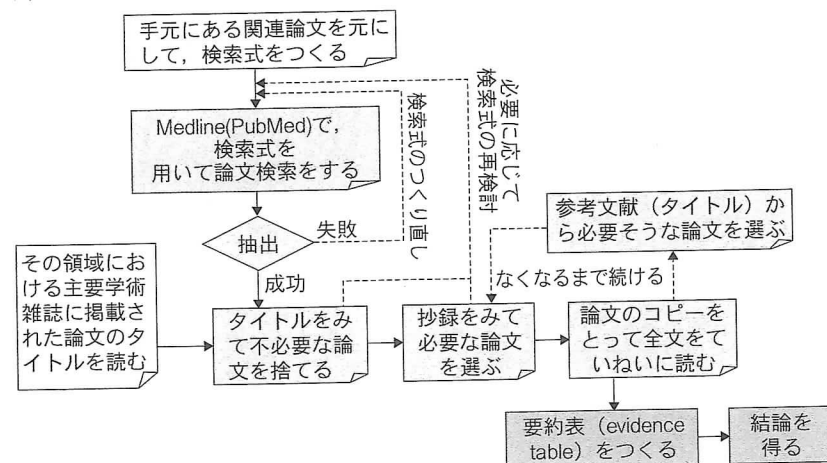 手元にある関連論文を元に
して，検索式をつくる
Medline(PubMed)で，
検索式を
用いて論文検索をする
検索式のつくり直し
必要に応じて
検索式の再検討
抽出
失敗
成功
参考文献（タイトル）か
ら必要そうな論文を選ぶ
なくなるまで続ける
その領域にお
ける主要学術
雑誌に掲載さ
れた論文のタ
イトルを読む
タイトルをみ
て不必要な論
文を捨てる
抄録をみて
必要な論文
を選ぶ
論文のコピーを
とって全文をて
いねいに読む
要約表（evidence
table）をつくる
結論を
得る